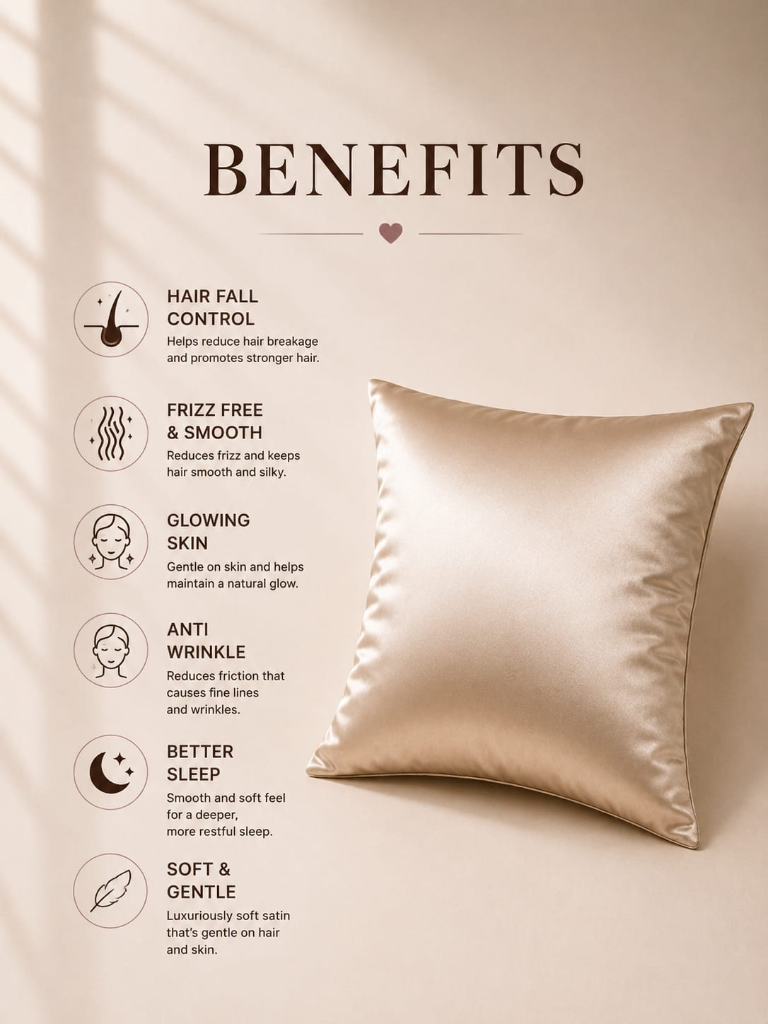 BENEFITS
HAIR FALL
CONTROL
Helps reduce hair breakage
and promotes stronger hair.
FRIZZ FREE
& SMOOTH
Reduces frizz and keeps
hair smooth and silky.
GLOWING
SKIN
Gentle on skin and helps
maintain a natural glow.
ANTI
WRINKLE
Reduces friction that
causes fine lines
and wrinkles.
BETTER
SLEEP
Smooth and soft feel
for a deeper,
more restful sleep.
SOFT &
GENTLE
Luxuriously soft satin
that's gentle on hair
and skin.